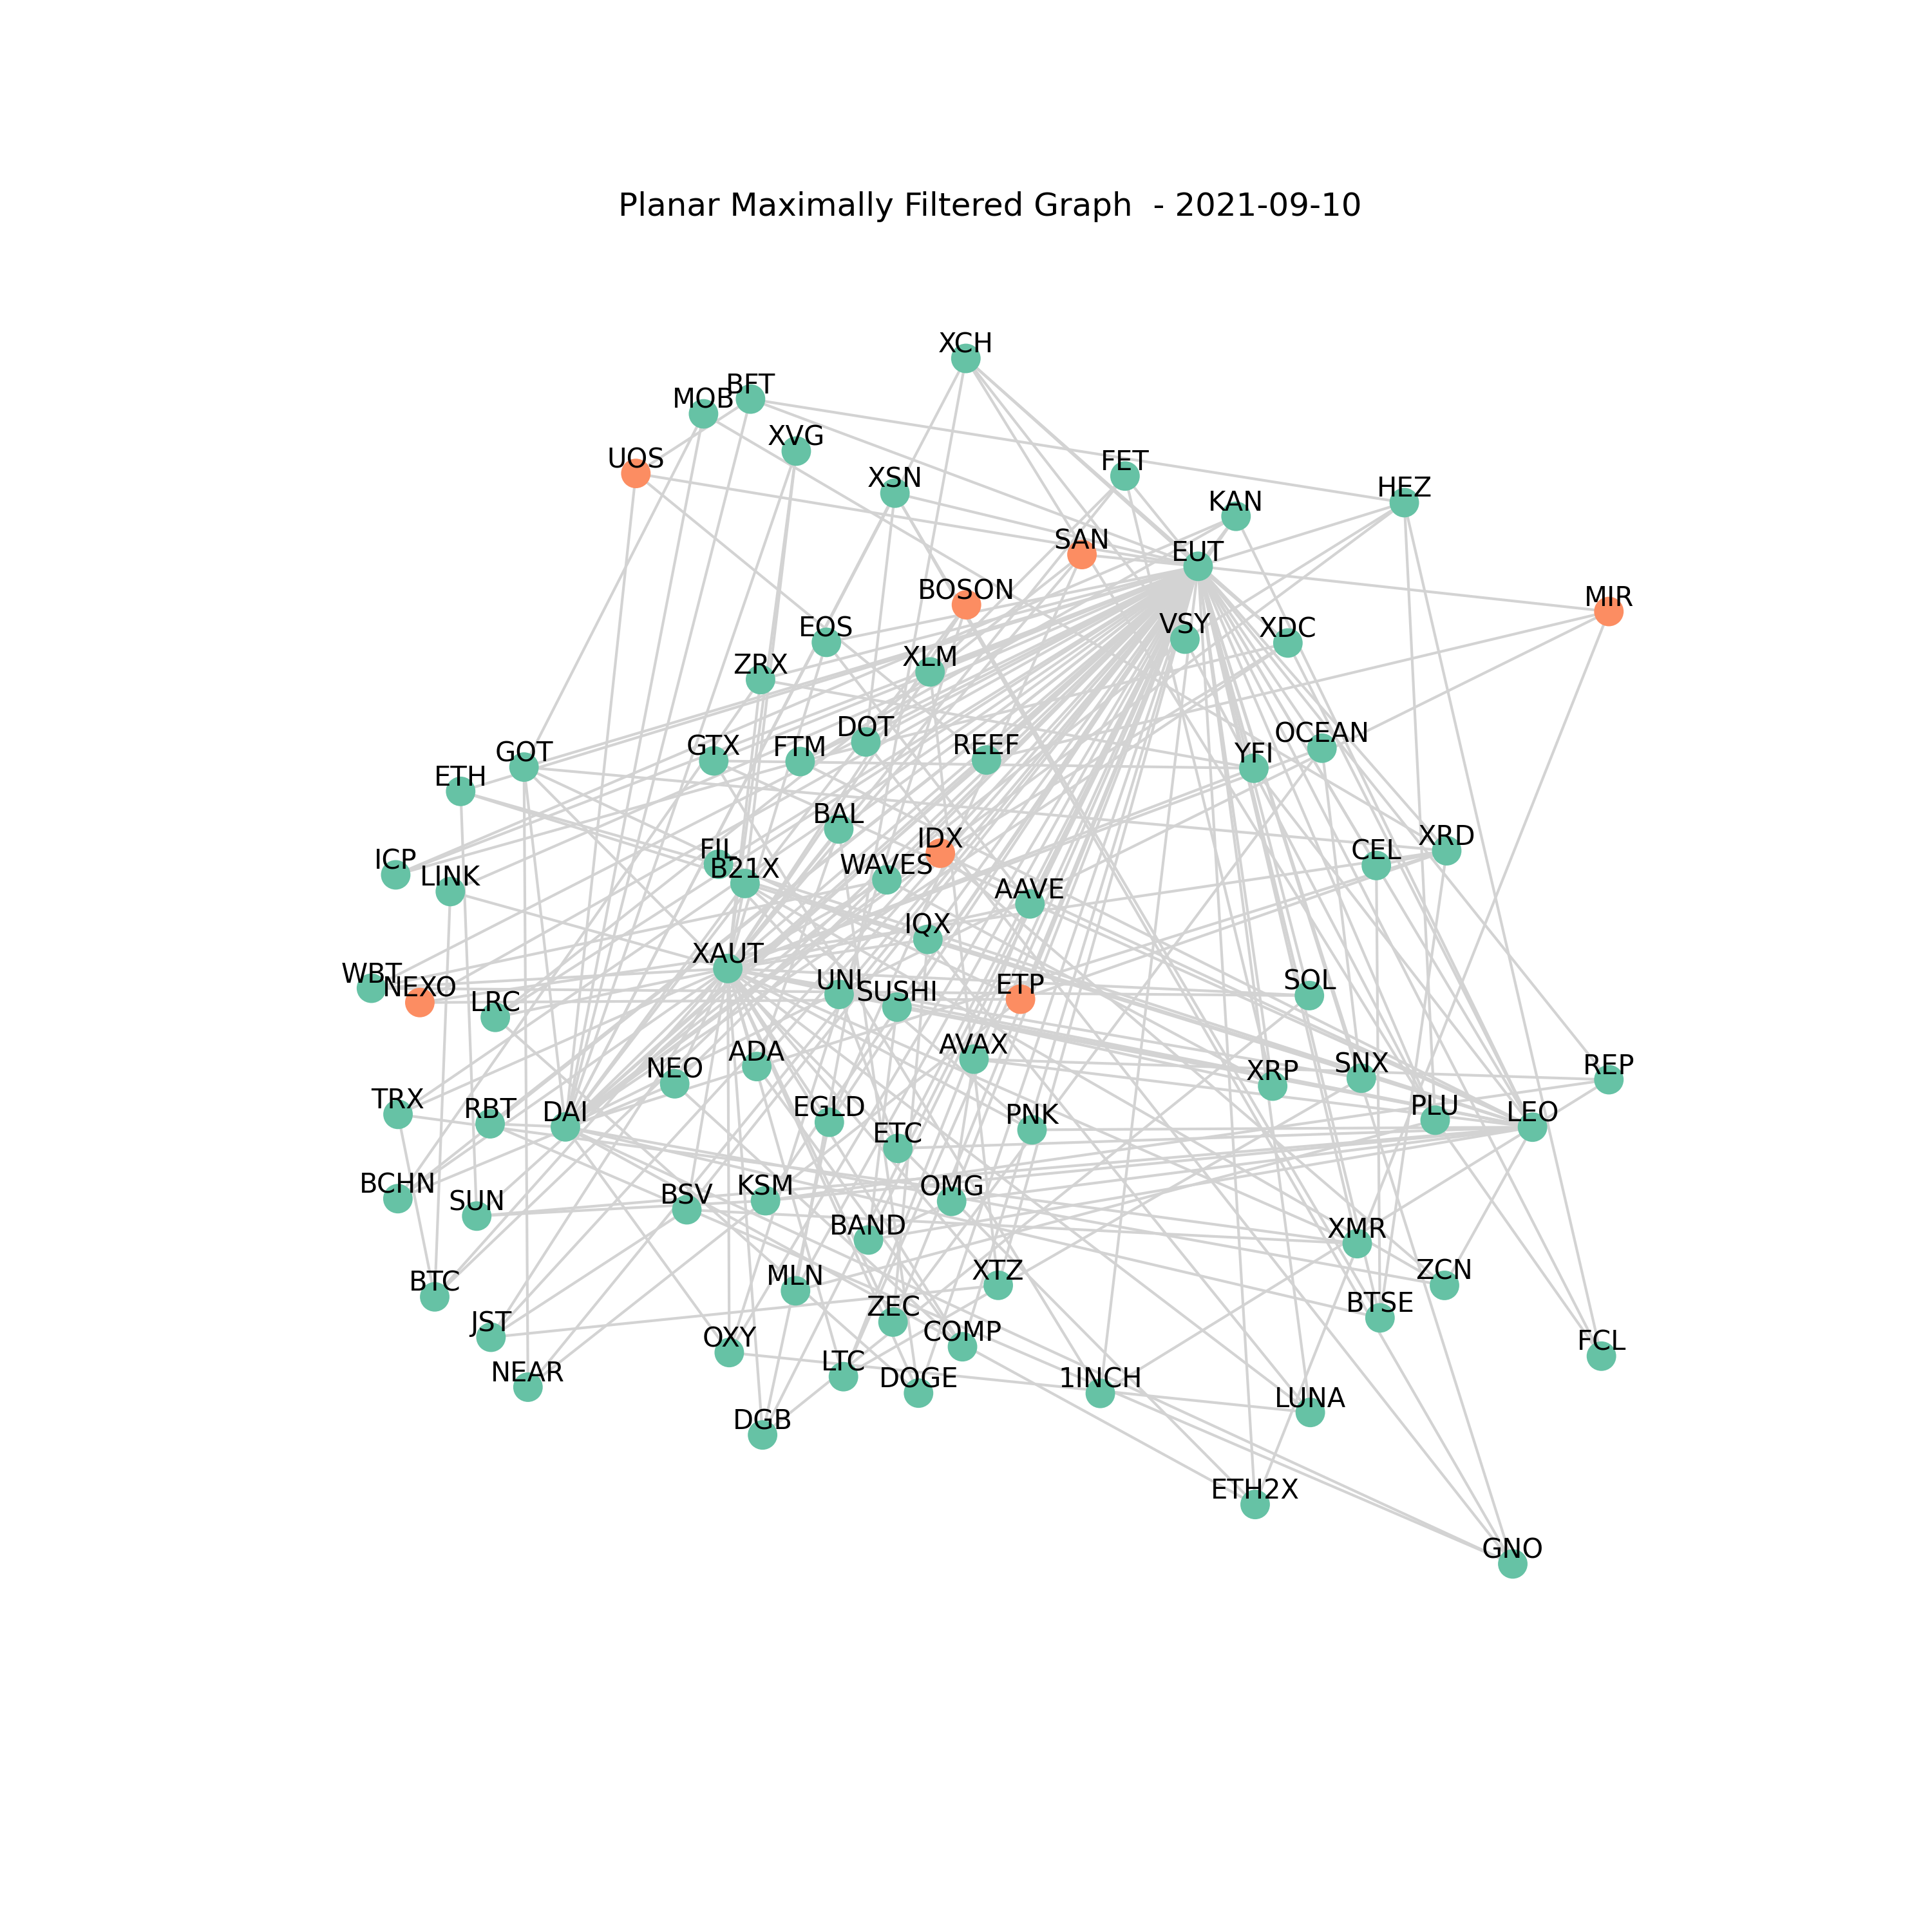 Planar Maximally Filtered Graph - 2021-09-10
XCH
BFT
MOB
XVG
UOS
FET
XSN
HEZ
KAN
SAN
EUT
BOSON
MIR
VSY
EOS
XDC
XLM
ZRX
DOT
OCEAN
REEF
GTX
FTM
GOT
YFI
ETH
BAL
IDX
XRD
FIL
CEL
ICP
WAVES
B21X
LINK
AAVE
IQX
XAUT
WBT
UNI
SOL
ETP
NEXO
SUSHI
LRC
AVAX
ADA
SNX
REP
NEO
XRP
TRX
EGLD
PLU
RBT
DAI
PNK
LEO
ETC
BCHN
KSM
OMG
BSV
SUN
BAND
XMR
ZCN
XTZ
MLN
BTC
BTSE
ZEC
JST
COMP
OXY
FCL
LTC
NEAR
DOGE
1INCH
LUNA
DGB
ETH2X
GNO